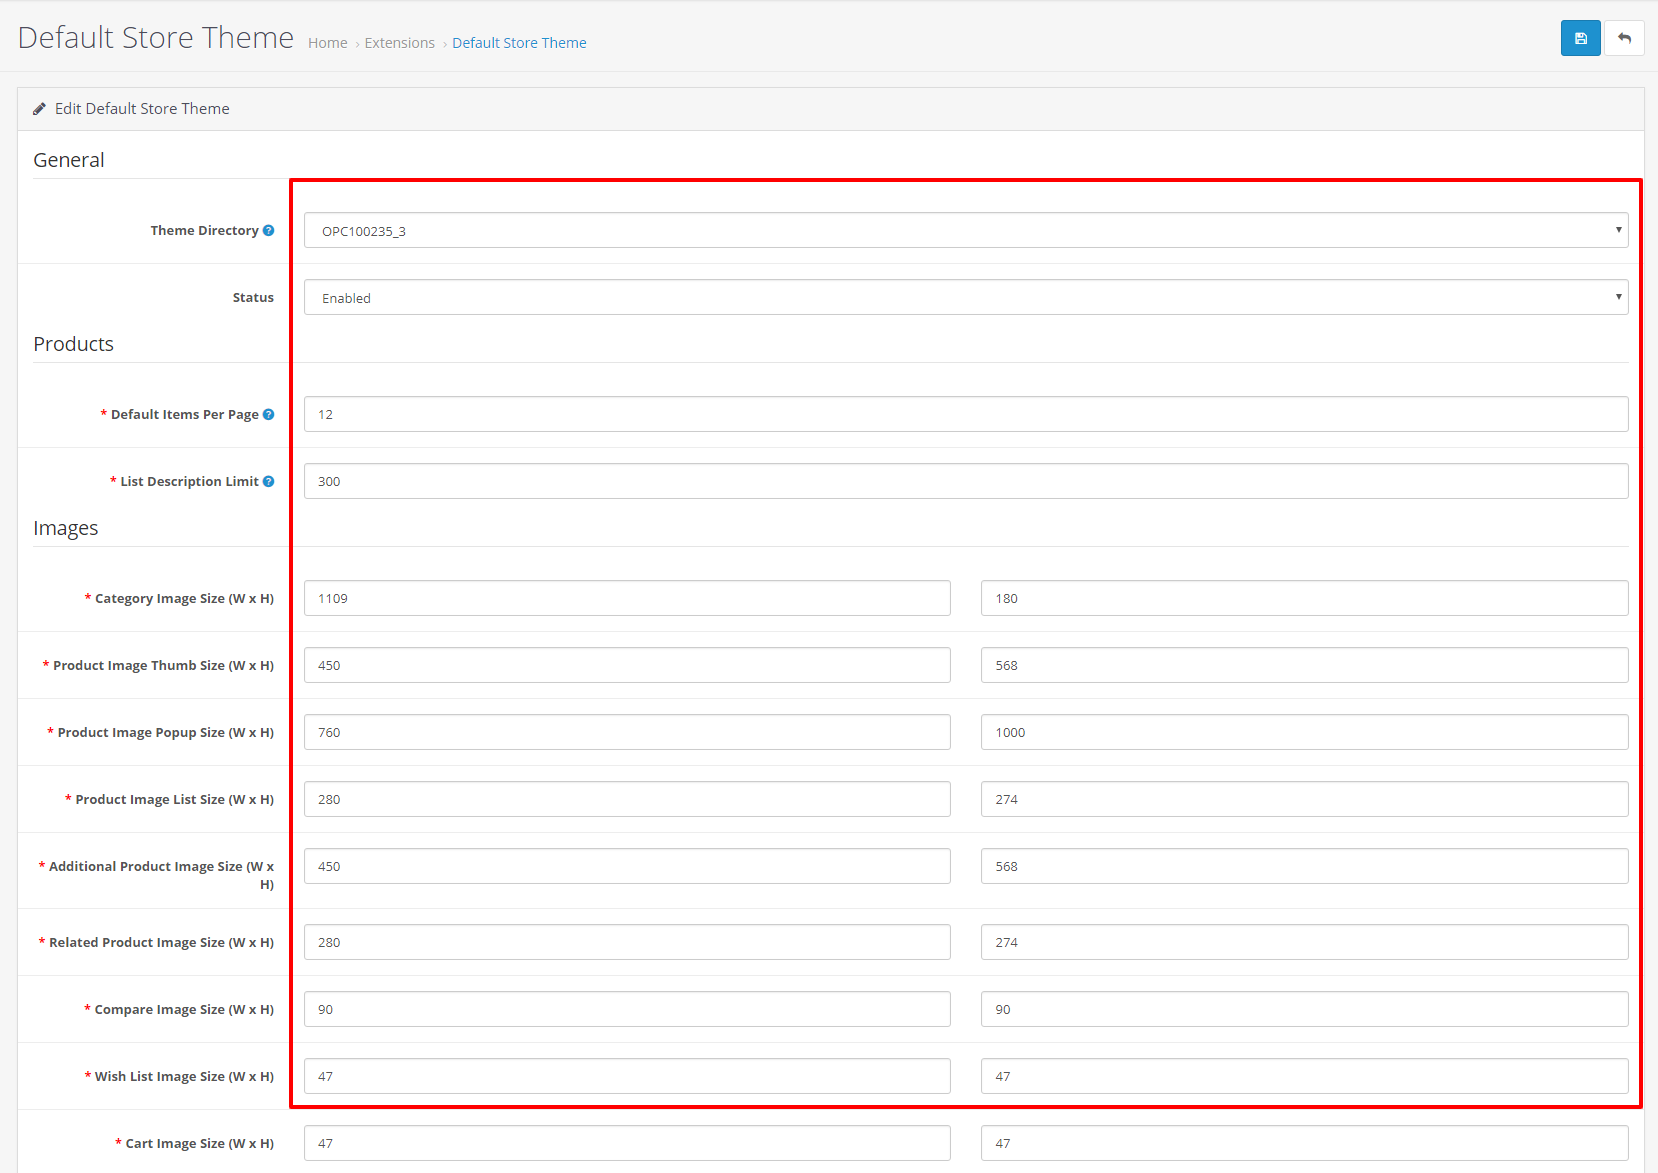 Default Store Theme Home › Extensions › Default Store Theme
Edit Default Store Theme
General
Theme Directory ? OPC100235_3
Status Enabled
Products
* Default Items Per Page ? 12
* List Description Limit ? 300
Images
* Category Image Size (W x H) 1109 180
* Product Image Thumb Size (W x H) 450 568
* Product Image Popup Size (W x H) 760 1000
* Product Image List Size (W x H) 280 274
* Additional Product Image Size (W x 450 568
H)
* Related Product Image Size (W x H) 280 274
* Compare Image Size (W x H) 90 90
* Wish List Image Size (W x H) 47 47
* Cart Image Size (W x H) 47 47